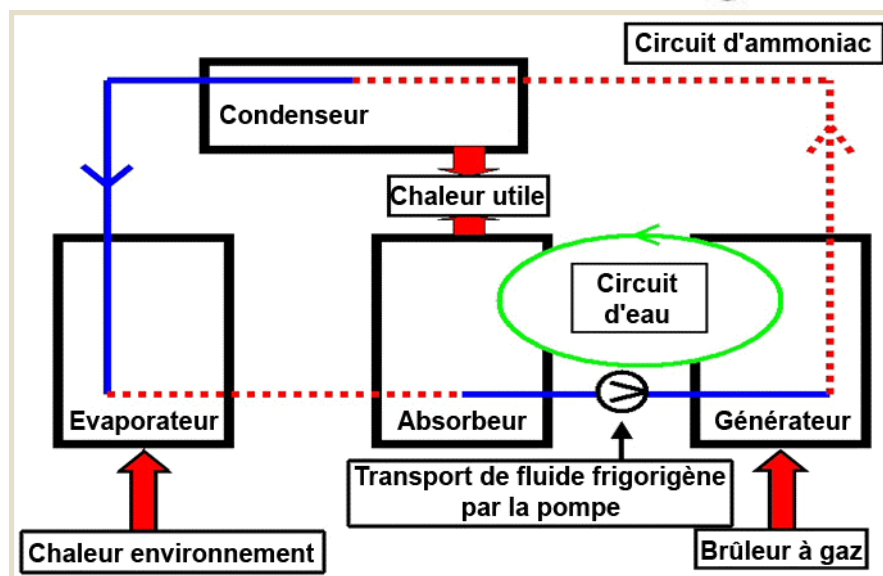 Circuit d'ammoniac
Condenseur
Chaleur utile
Circuit
d'eau
Evaporateur
Absorbeur
Générateur
Transport de fluide frigorigène
par la pompe
Chaleur environnement
Brûleur à gaz